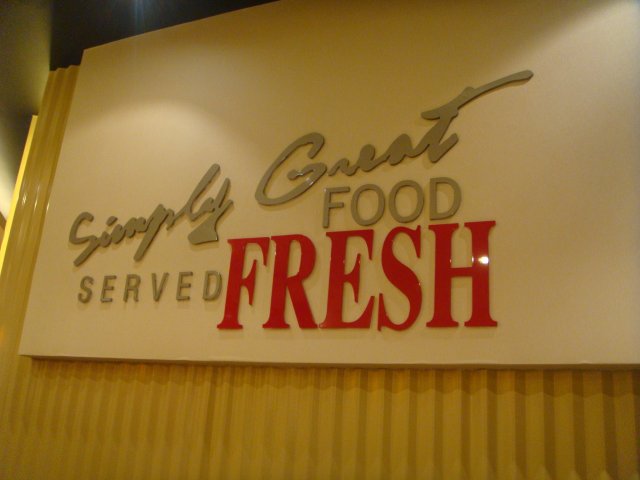 Simply Great
FOOD
SERVED FRESH